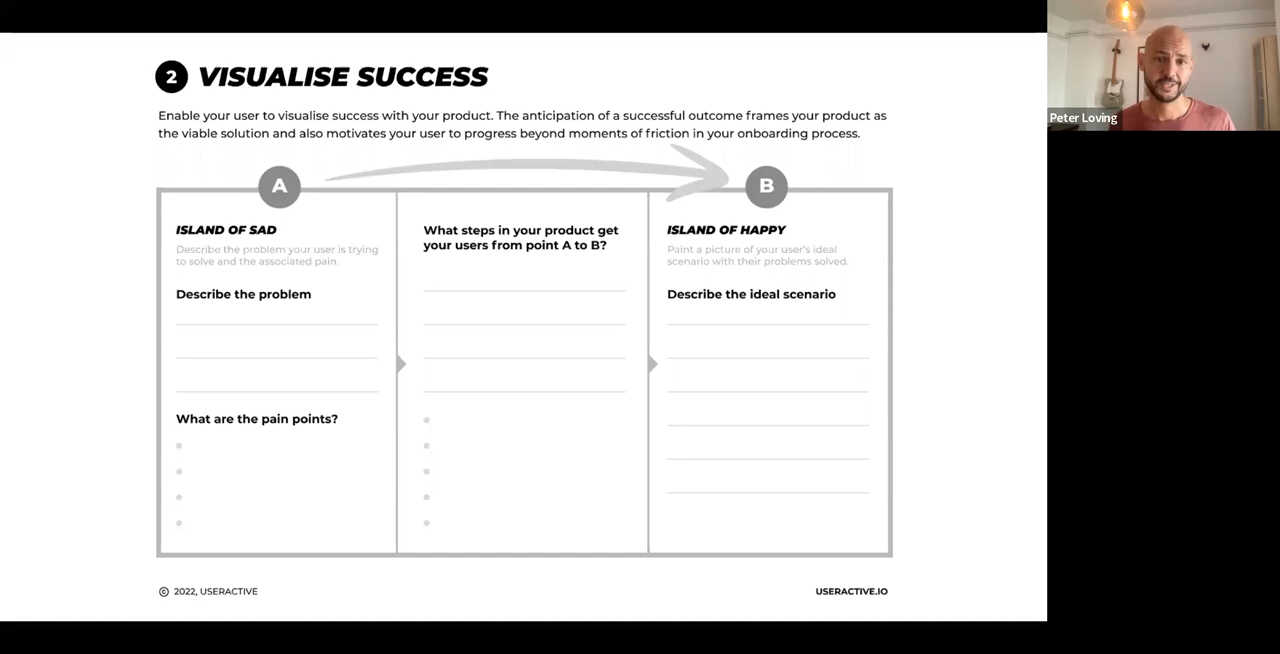 2 VISUALISE SUCCESS
Enable your user to visualise success with your product. The anticipation of a successful outcome frames your product as
the viable solution and also motivates your user to progress beyond moments of friction in your onboarding process.
A
B
ISLAND OF SAD
Describe the problem your user is trying
to solve and the associated pain.
Describe the problem
What are the pain points?
What steps in your product get
your users from point A to B?
ISLAND OF HAPPY
Paint a picture of your user's ideal
scenario with their problems solved.
Describe the ideal scenario
© 2022, USERACTIVE
USERACTIVE.IO
Peter Loving